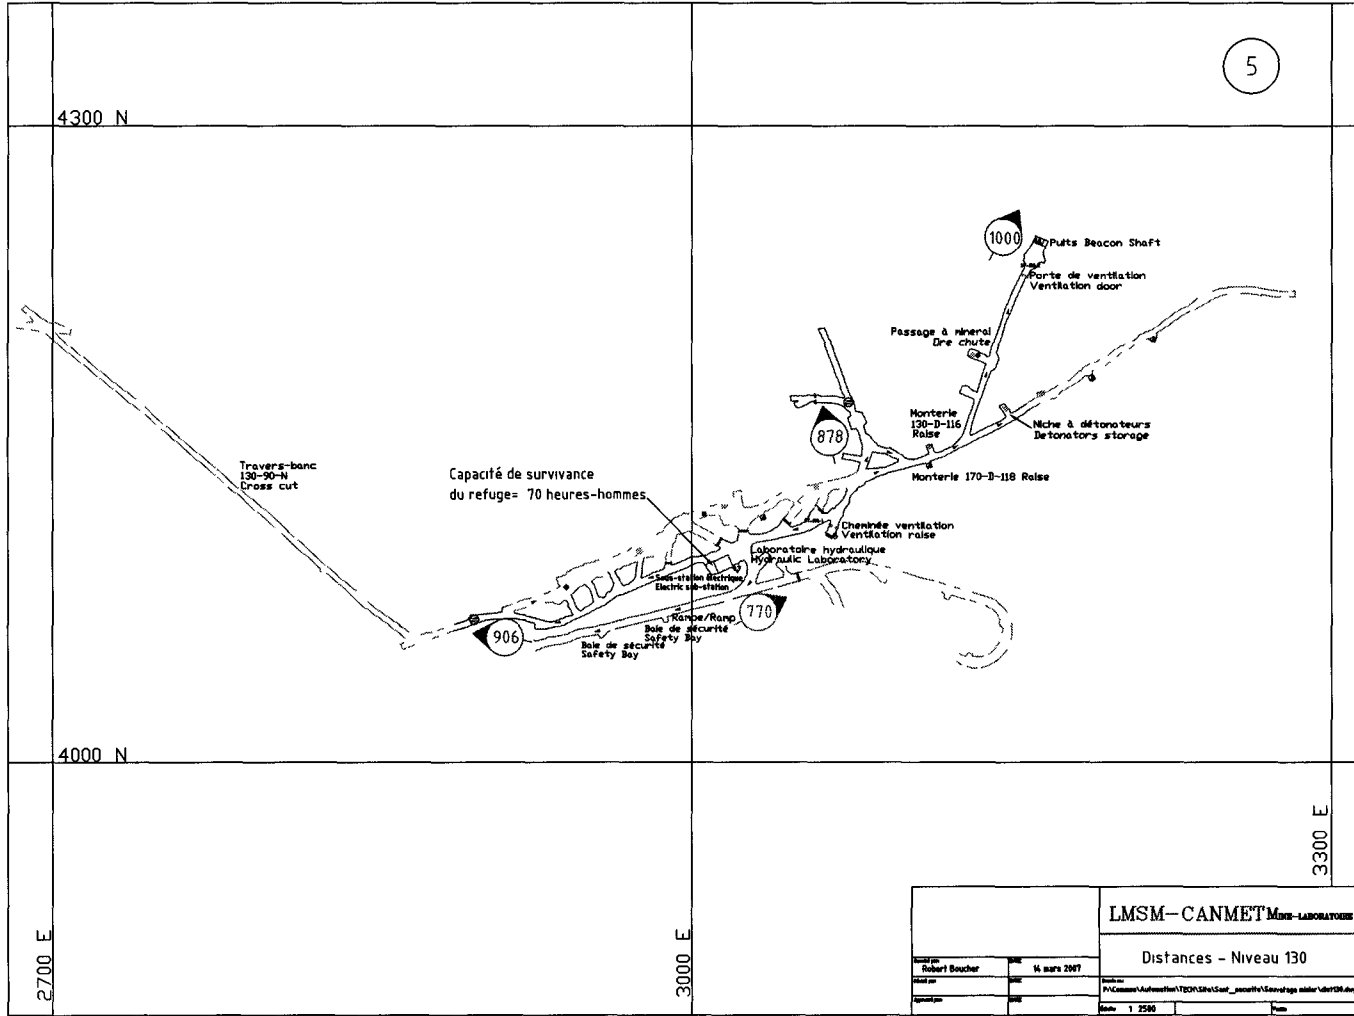 5
4300 N
1000
Puits Beacon Shaft
Porte de ventilation
Ventilation door
Passage à minerai
Ore chute
Monterie
130-D-116
Raise
Niche à détonateurs
Detonators storage
878
Monterie 170-D-118 Raise
Travers-banc
130-90-N
Cross cut
Capacité de survivance
du refuge= 70 heures-hommes
Cheminée ventilation
Ventilation raise
Laboratoire hydraulique
Hydraulic Laboratory
Sous-station électrique
Electric sub-station
770
Rampe/Ramp
Baie de sécurité
Safety Bay
906
Baie de sécurité
Safety Bay
4000 N
2700 E
3000 E
3300 E
LMSM-CANMET MINE-LABORATOIRE
Distances - Niveau 130
Robert Boucher
14 mars 2007
1 2500